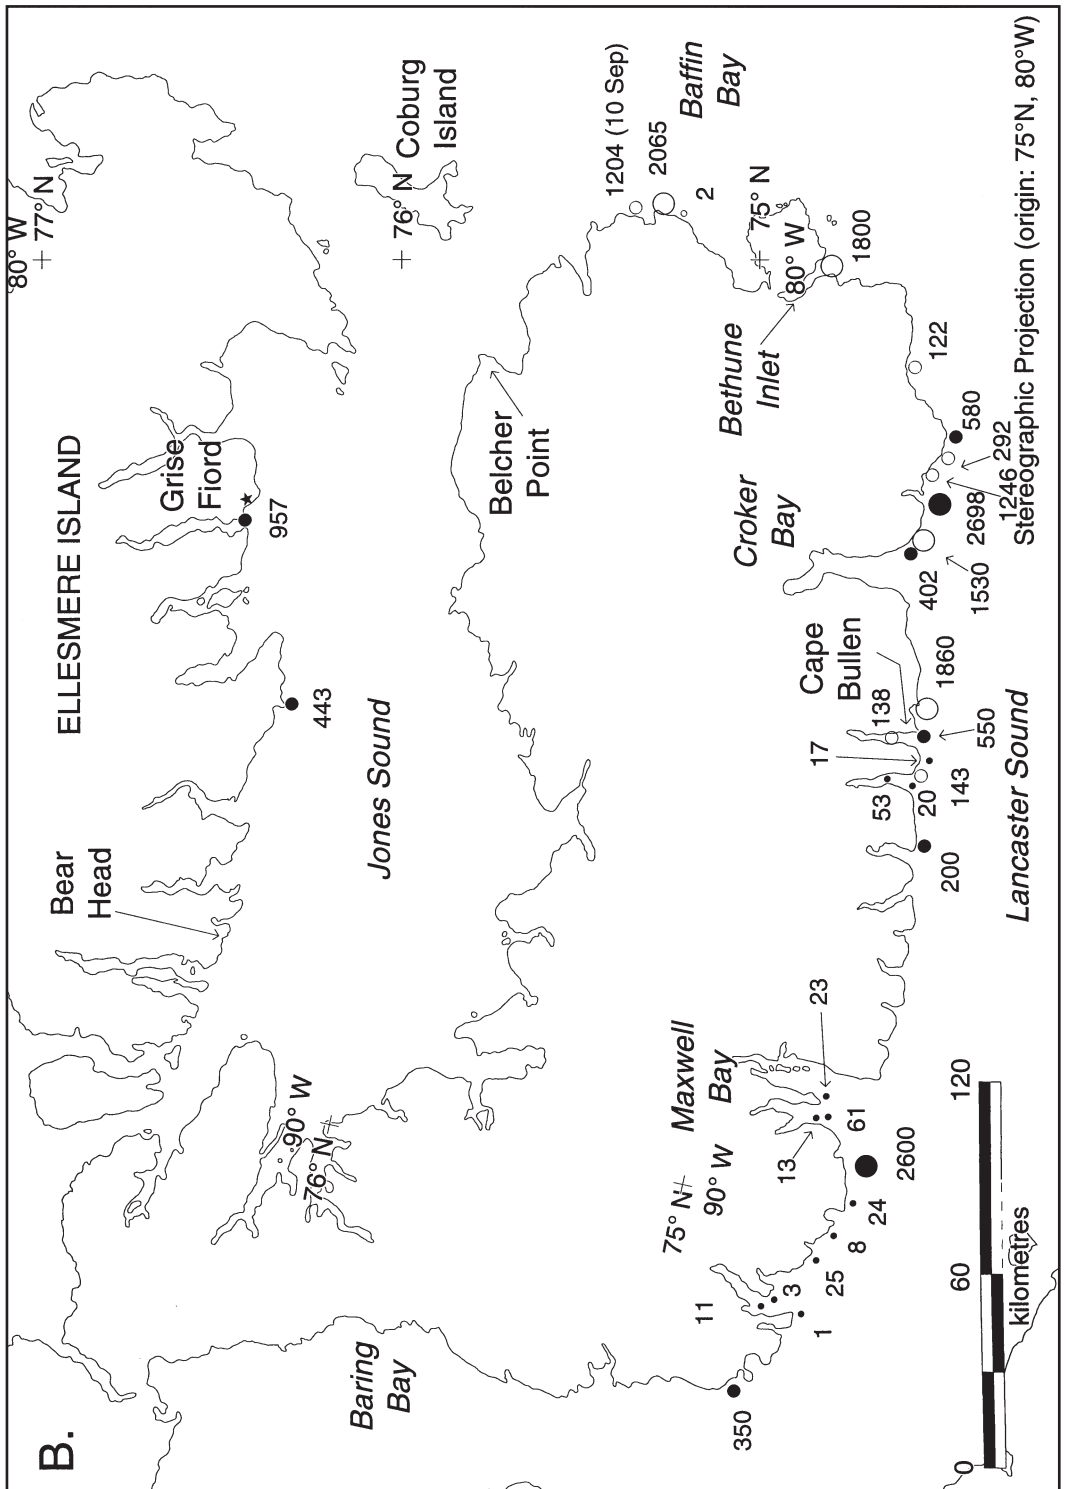 B.
80° W
77° N
ELLESMERE ISLAND
Bear
Head
Grise
Fiord
957
443
Jones Sound
76° N
Coburg
Island
90° W
76° N
Baring
Bay
Belcher
Point
1204 (10 Sep)
2065
2
Baffin
Bay
75° N
80° W
1800
Bethune
Inlet
Croker
Bay
122
580
292
1246
2698
1530
402
Cape
Bullen
1860
138
550
17
143
20
53
200
Lancaster Sound
Maxwell
Bay
23
61
13
2600
75° N
90° W
24
8
25
3
11
1
350
0
60
120
kilometres
Stereographic Projection (origin: 75°N, 80°W)